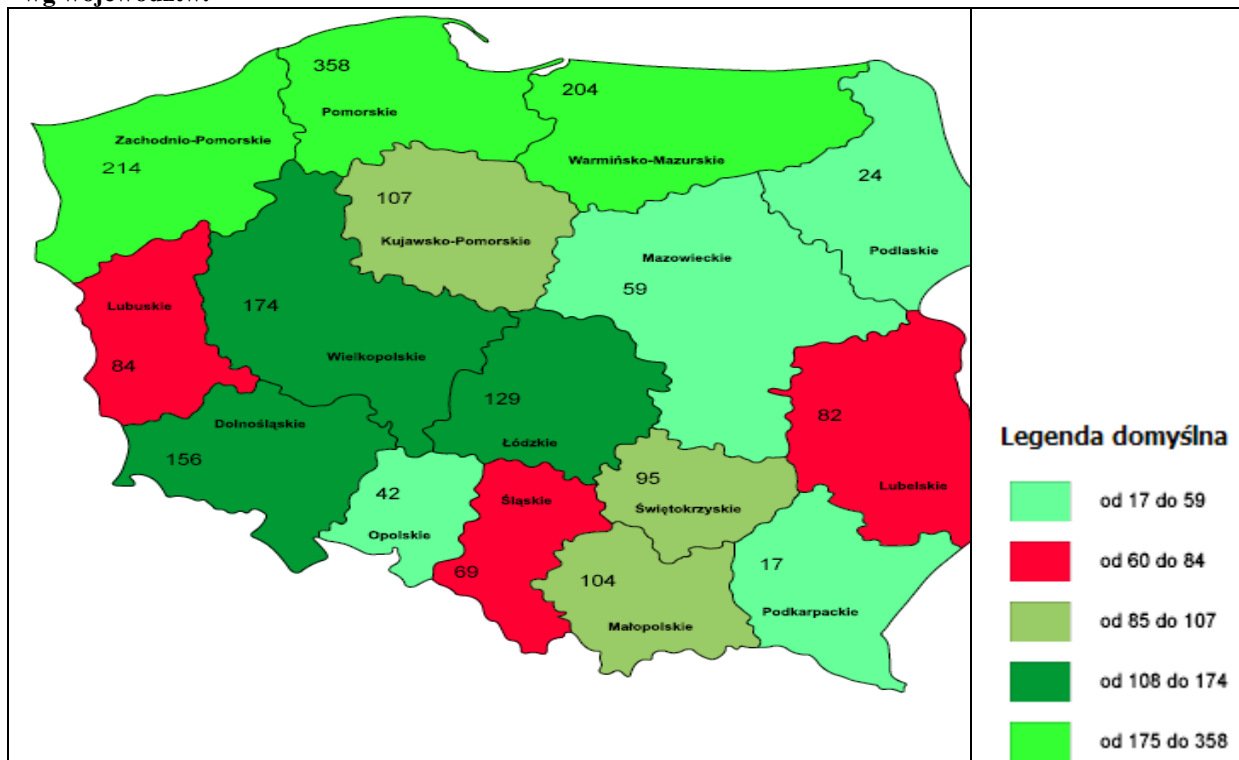 wg województw.
358
Pomorskie
204
Warmińsko-Mazurskie
Zachodnio-Pomorskie
214
24
Podlaskie
107
Kujawsko-Pomorskie
Mazowieckie
59
Lubuskie
84
174
Wielkopolskie
129
Łódzkie
82
Lubelskie
Dolnośląskie
156
42
Opolskie
Śląskie
69
95
Świętokrzyskie
104
Małopolskie
17
Podkarpackie
Legenda domyślna
od 17 do 59
od 60 do 84
od 85 do 107
od 108 do 174
od 175 do 358